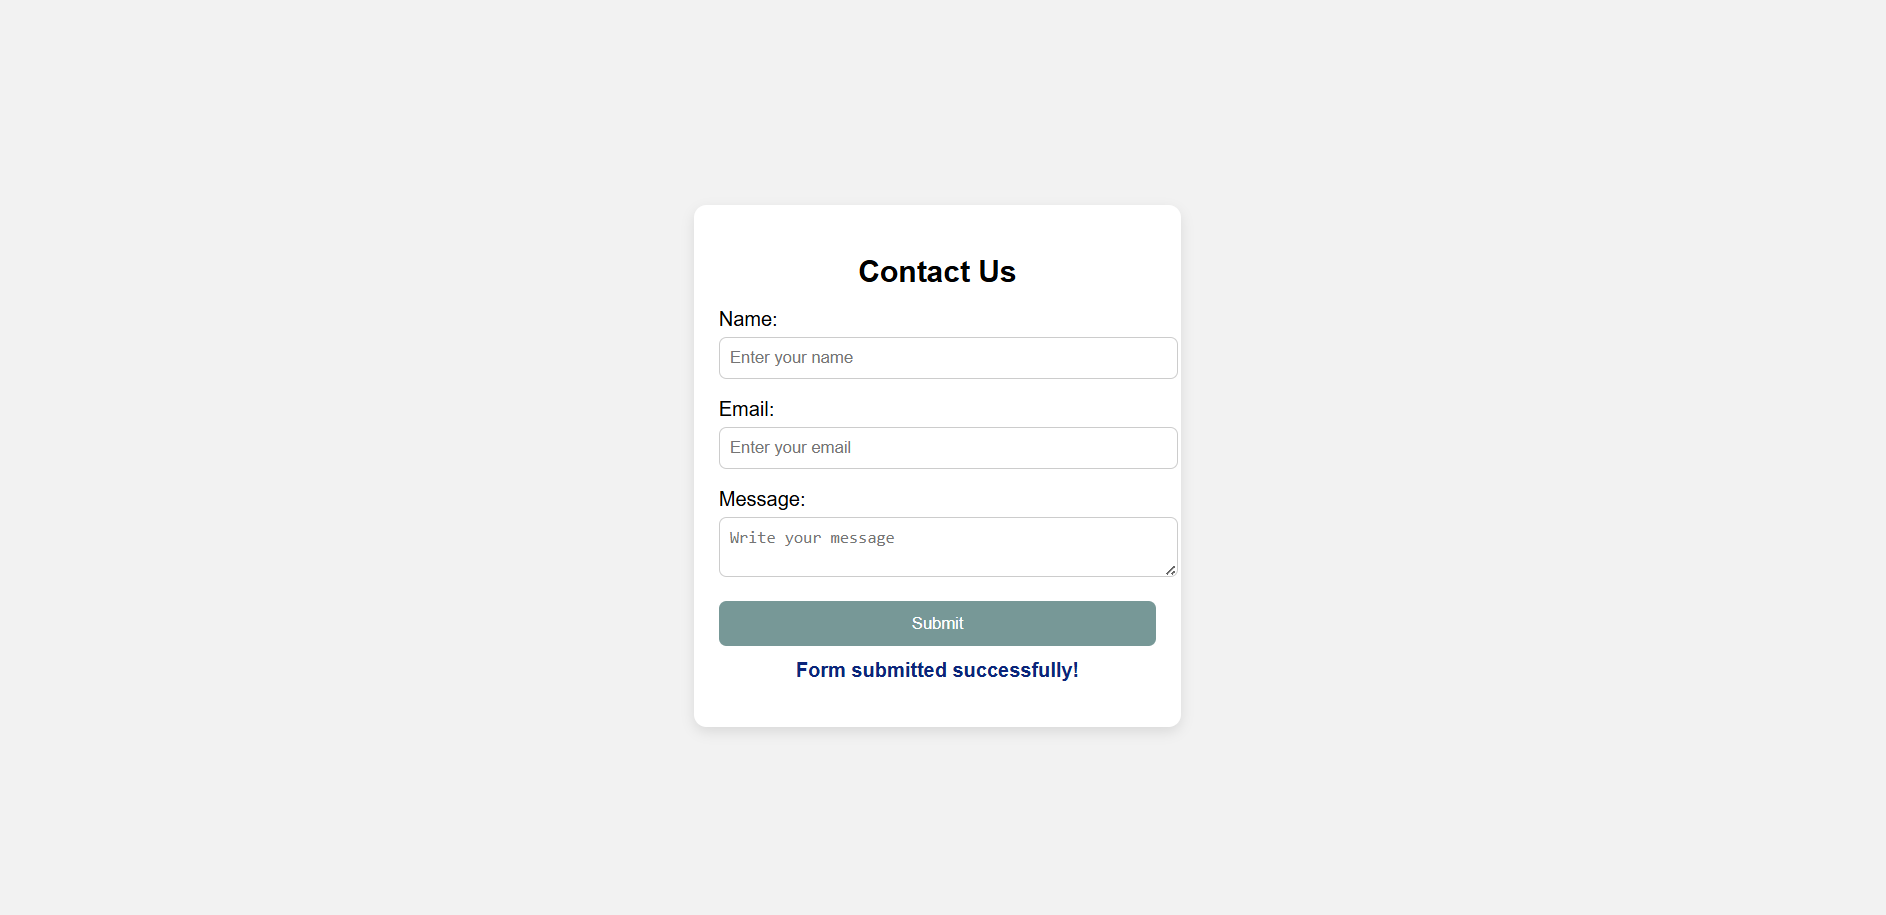 Contact Us
Name:
Enter your name
Email:
Enter your email
Message:
Write your message
Submit
Form submitted successfully!